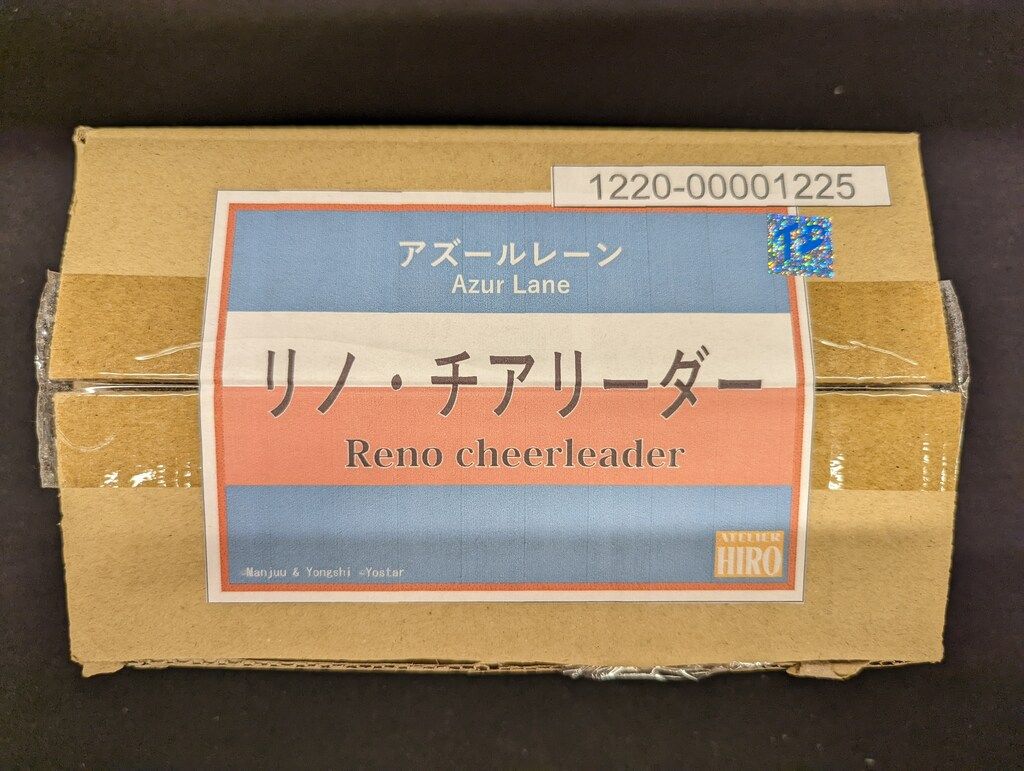 1220-00001225
アズールレーン
Azur Lane
リノ・チアリーダー
Reno cheerleader
Manjuu & Yongshi Yostar
ATELIER
HIRO